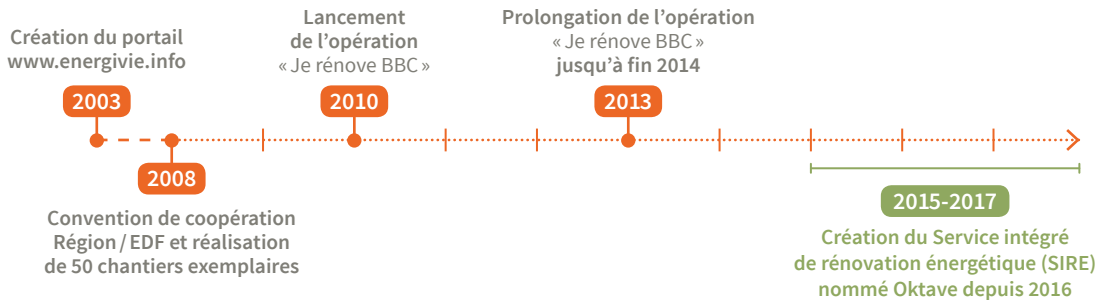 Création du portail
www.energivie.info
2003
2008
Convention de coopération
Région / EDF et réalisation
de 50 chantiers exemplaires
Lancement
de l’opération
« Je rénove BBC »
2010
Prolongation de l’opération
« Je rénove BBC »
jusqu’à fin 2014
2013
2015-2017
Création du Service intégré
de rénovation énergétique (SIRE)
nommé Oktave depuis 2016